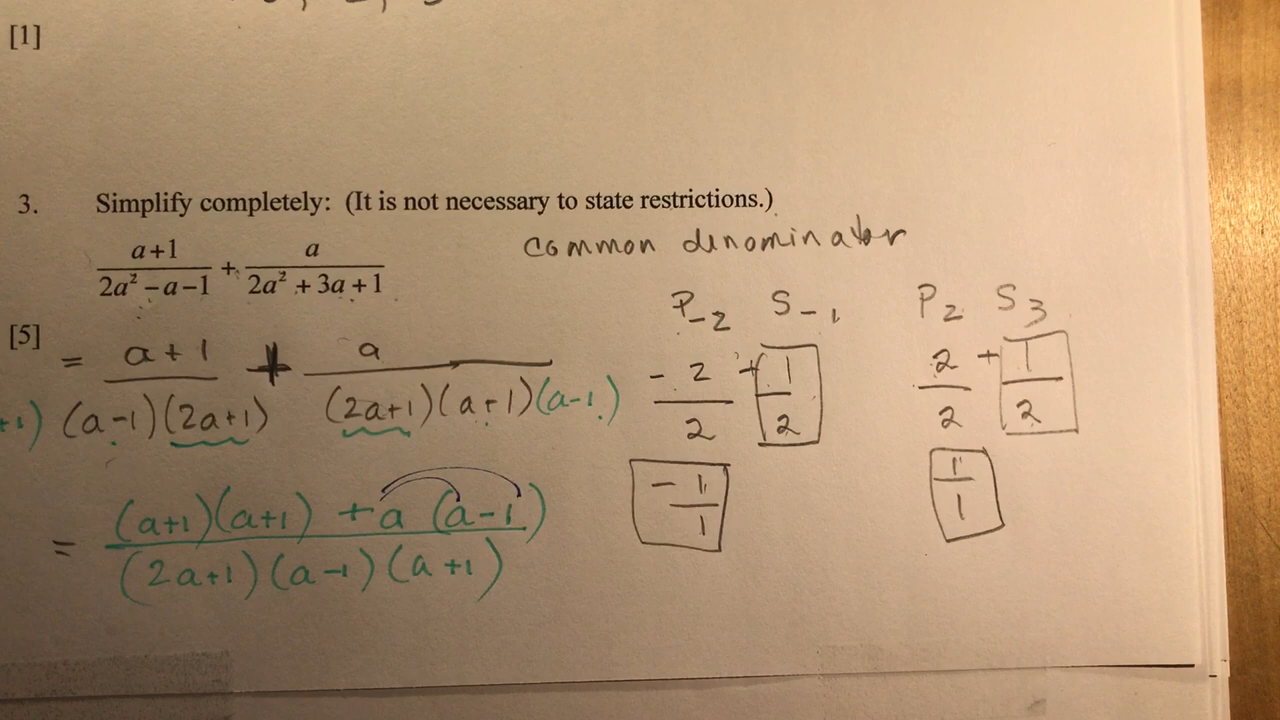 [1]
3. Simplify completely: (It is not necessary to state restrictions.)
common denominator
a+1 / 2a² − a − 1 + a / 2a² + 3a + 1
[5]
= a+1 / (a-1)(2a+1) + a / (2a+1)(a+1)(a-1)
+1)
P-2 S-1
-2/2 + 1/2
-1/1
P2 S3
2/2 + 1/2
1/1
= (a+1)(a+1) + a(a-1) / (2a+1)(a-1)(a+1)